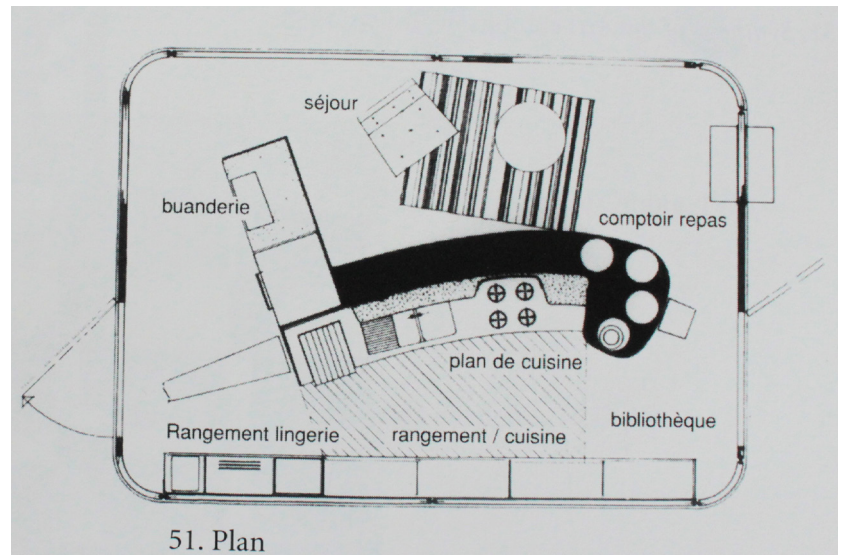 séjour
buanderie
comptoir repas
plan de cuisine
bibliothèque
Rangement lingerie
rangement / cuisine
51. Plan